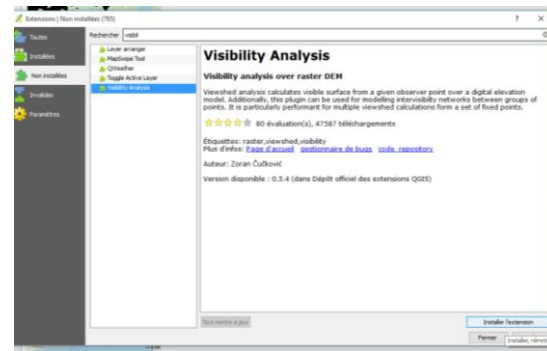 Extensions | Non installées (765)
Toutes
Installées
Non installées
Invalides
Paramètres
Rechercher visibil
Layer arranger
MapSwipe Tool
QWeather
Toggle Active Layer
Visibility Analysis
Visibility Analysis
Visibility analysis over raster DEM
Viewshed analysis calculates visible surface from a given observer point over a digital elevation
model. Additionally, this plugin can be used for modelling intervisibility networks between groups of
points. It is particularly performant for multiple viewshed calculations form a set of fixed points.
80 évaluation(s), 47587 téléchargements
Étiquettes: raster,viewshed,visibility
Plus d'infos: Page d'accueil gestionnaire de bugs code_repository
Auteur: Zoran Čučković
Version disponible : 0.5.4 (dans Dépôt officiel des extensions QGIS)
Tout mettre à jour
Installer l'extension
Fermer